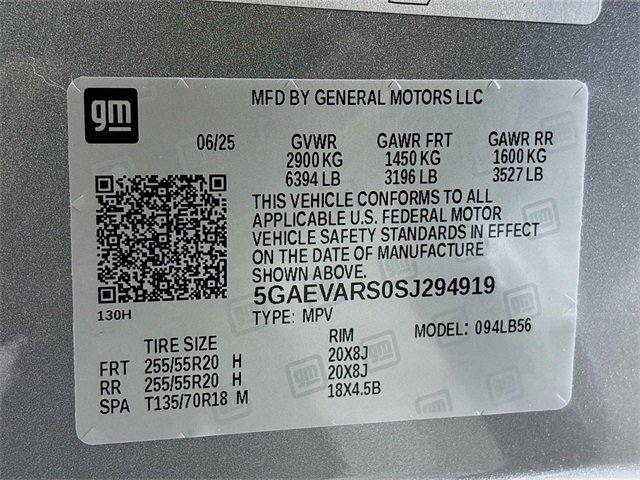 gm
MFD BY GENERAL MOTORS LLC
06/25 GVWR GAWR FRT GAWR RR
2900 KG 1450 KG 1600 KG
6394 LB 3196 LB 3527 LB
THIS VEHICLE CONFORMS TO ALL
APPLICABLE U.S. FEDERAL MOTOR
VEHICLE SAFETY STANDARDS IN EFFECT
ON THE DATE OF MANUFACTURE
SHOWN ABOVE.
130H
5GAEVARS0SJ294919
TYPE: MPV MODEL: 094LB56
TIRE SIZE RIM
FRT 255/55R20 H 20X8J
RR 255/55R20 H 20X8J
SPA T135/70R18 M 18X4.5B